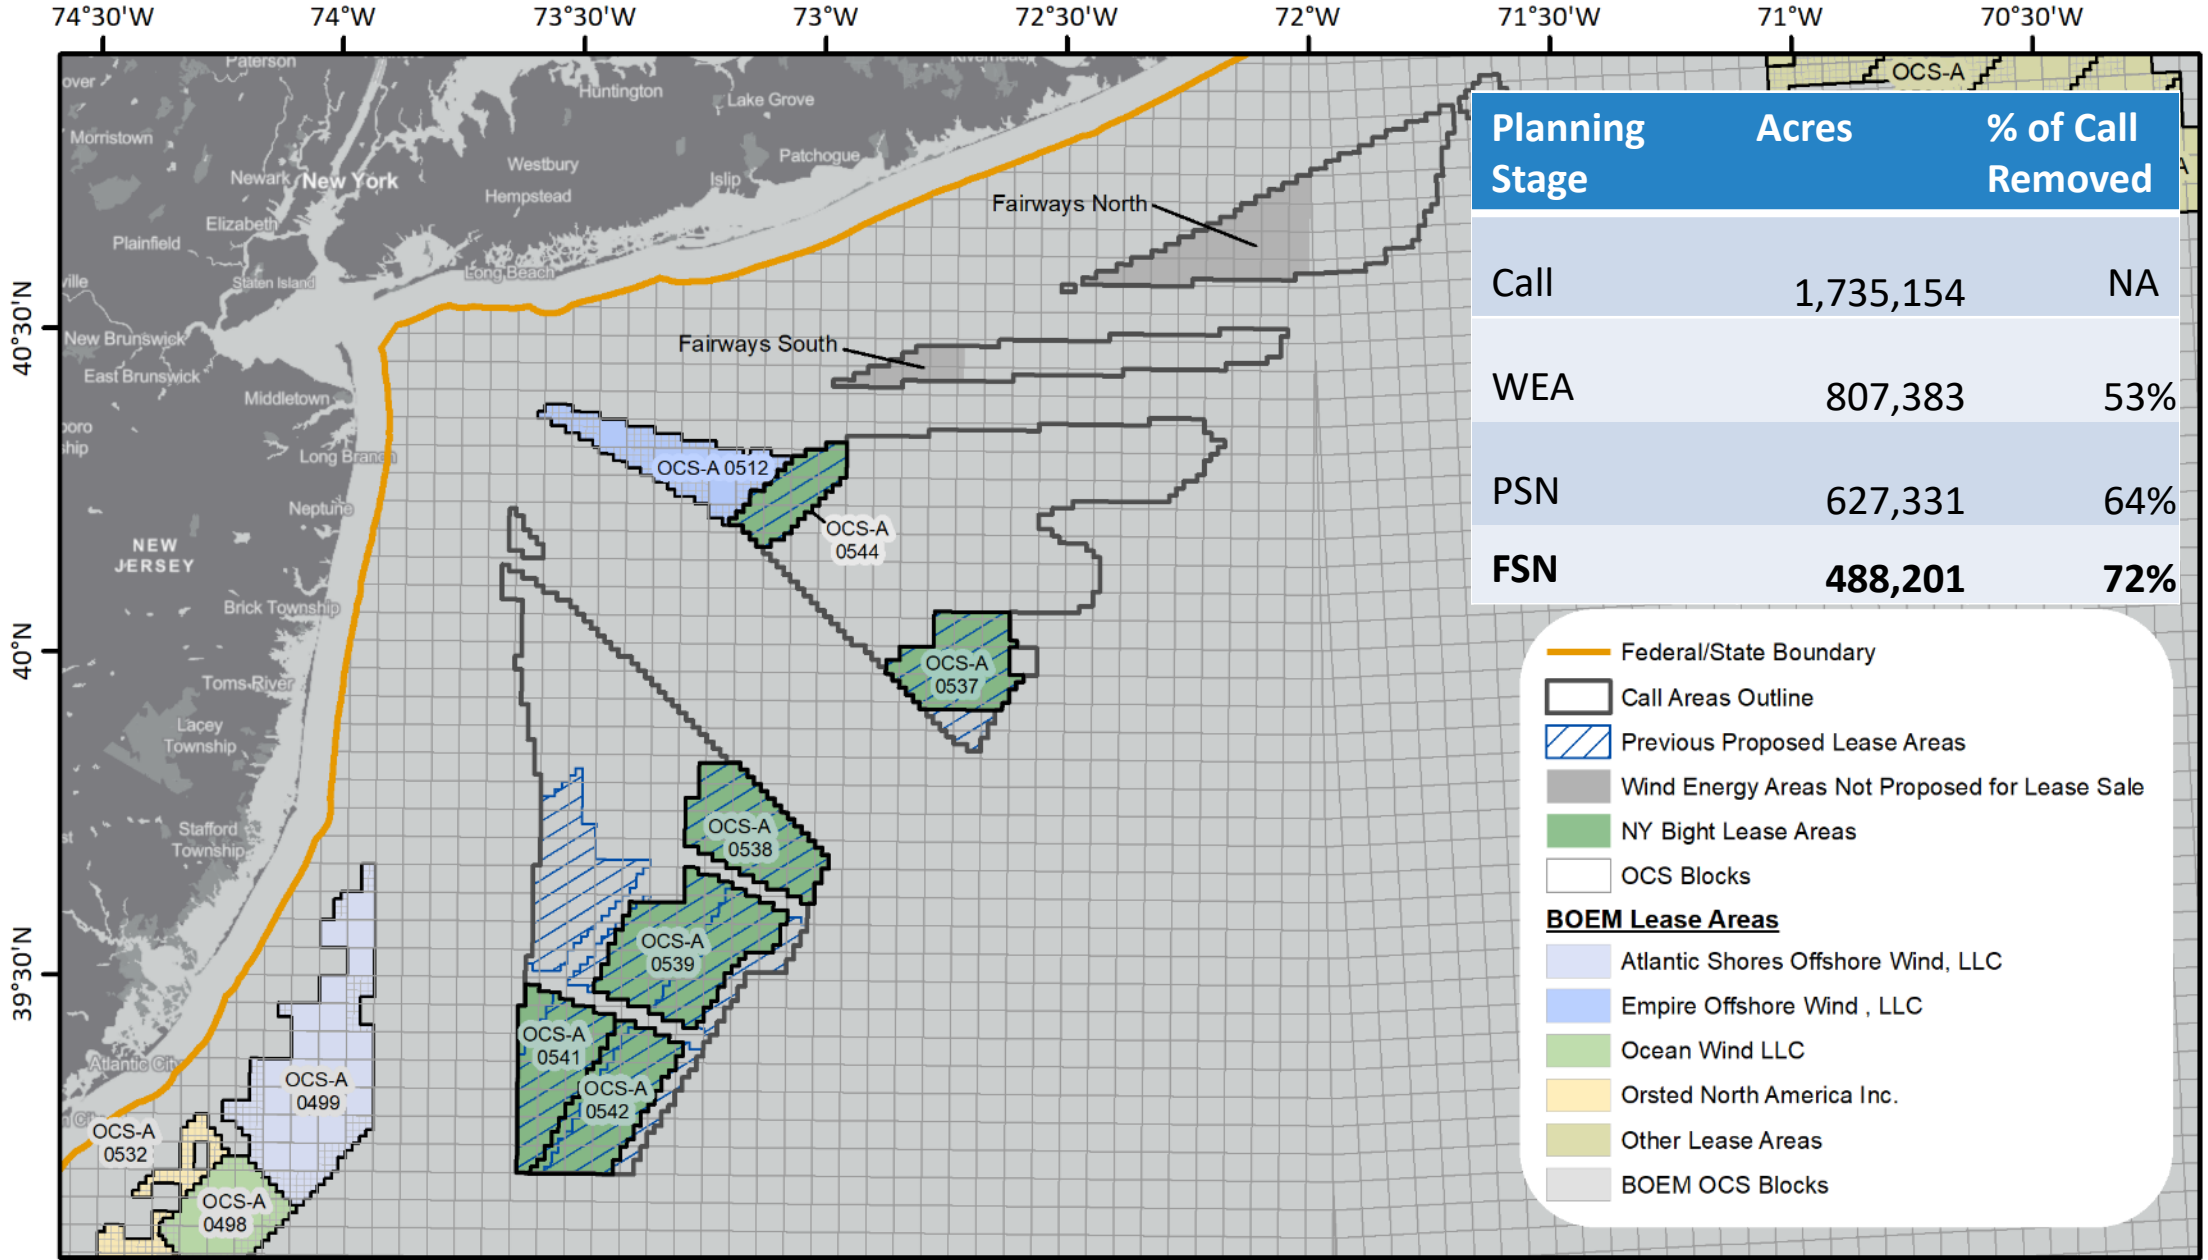 74°30'W 74°W 73°30'W 73°W 72°30'W 72°W 71°30'W 71°W 70°30'W
40°30'N
40°N
39°30'N
Paterson
Huntington
Lake Grove
Morristown
Westbury
Patchogue
Newark
New York
Hempstead
Islip
Elizabeth
Plainfield
Long Beach
Staten Island
New Brunswick
East Brunswick
Middletown
Long Branch
Neptune
NEW
JERSEY
Brick Township
Toms River
Lacey
Township
Stafford
Township
Atlantic City
Fairways North
Fairways South
OCS-A
OCS-A 0512
OCS-A
0544
OCS-A
0537
OCS-A
0538
OCS-A
0539
OCS-A
0541
OCS-A
0542
OCS-A
0499
OCS-A
0532
OCS-A
0498
Planning Stage Acres % of Call Removed
Call 1,735,154 NA
WEA 807,383 53%
PSN 627,331 64%
FSN 488,201 72%
Federal/State Boundary
Call Areas Outline
Previous Proposed Lease Areas
Wind Energy Areas Not Proposed for Lease Sale
NY Bight Lease Areas
OCS Blocks
BOEM Lease Areas
Atlantic Shores Offshore Wind, LLC
Empire Offshore Wind , LLC
Ocean Wind LLC
Orsted North America Inc.
Other Lease Areas
BOEM OCS Blocks